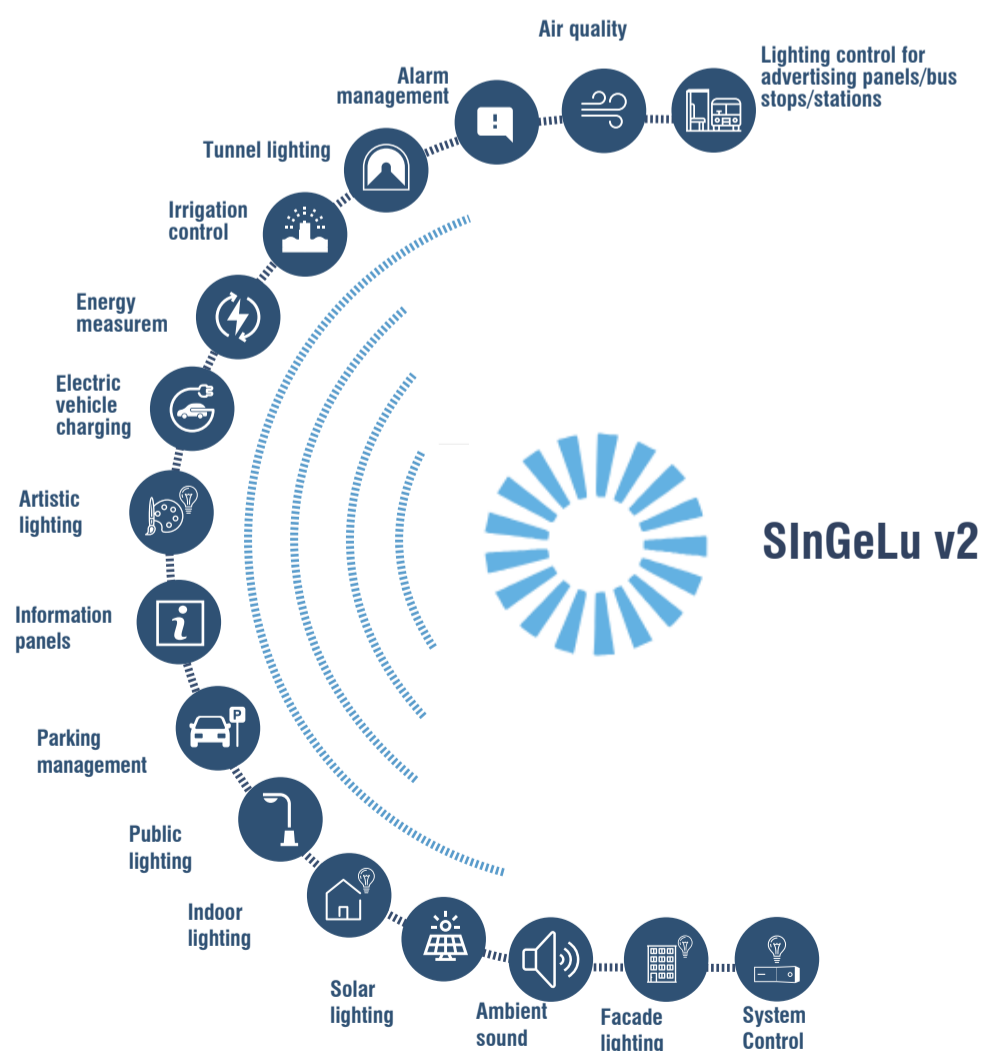 Air quality
Lighting control for
advertising panels/bus
stops/stations
Alarm
management
Tunnel lighting
Irrigation
control
Energy
measurem
Electric
vehicle
charging
Artistic
lighting
Information
panels
Parking
management
P
Public
lighting
Indoor
lighting
Solar
lighting
Ambient
sound
Facade
lighting
System
Control
SInGeLu v2